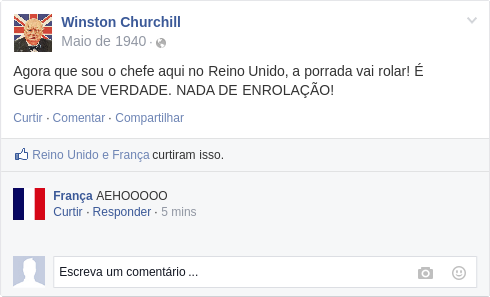 Winston Churchill
Maio de 1940 ·
Agora que sou o chefe aqui no Reino Unido, a porrada vai rolar! É
GUERRA DE VERDADE. NADA DE ENROLAÇÃO!
Curtir · Comentar · Compartilhar
Reino Unido e França curtiram isso.
França AEHOOOOO
Curtir · Responder · 5 mins
Escreva um comentário ...